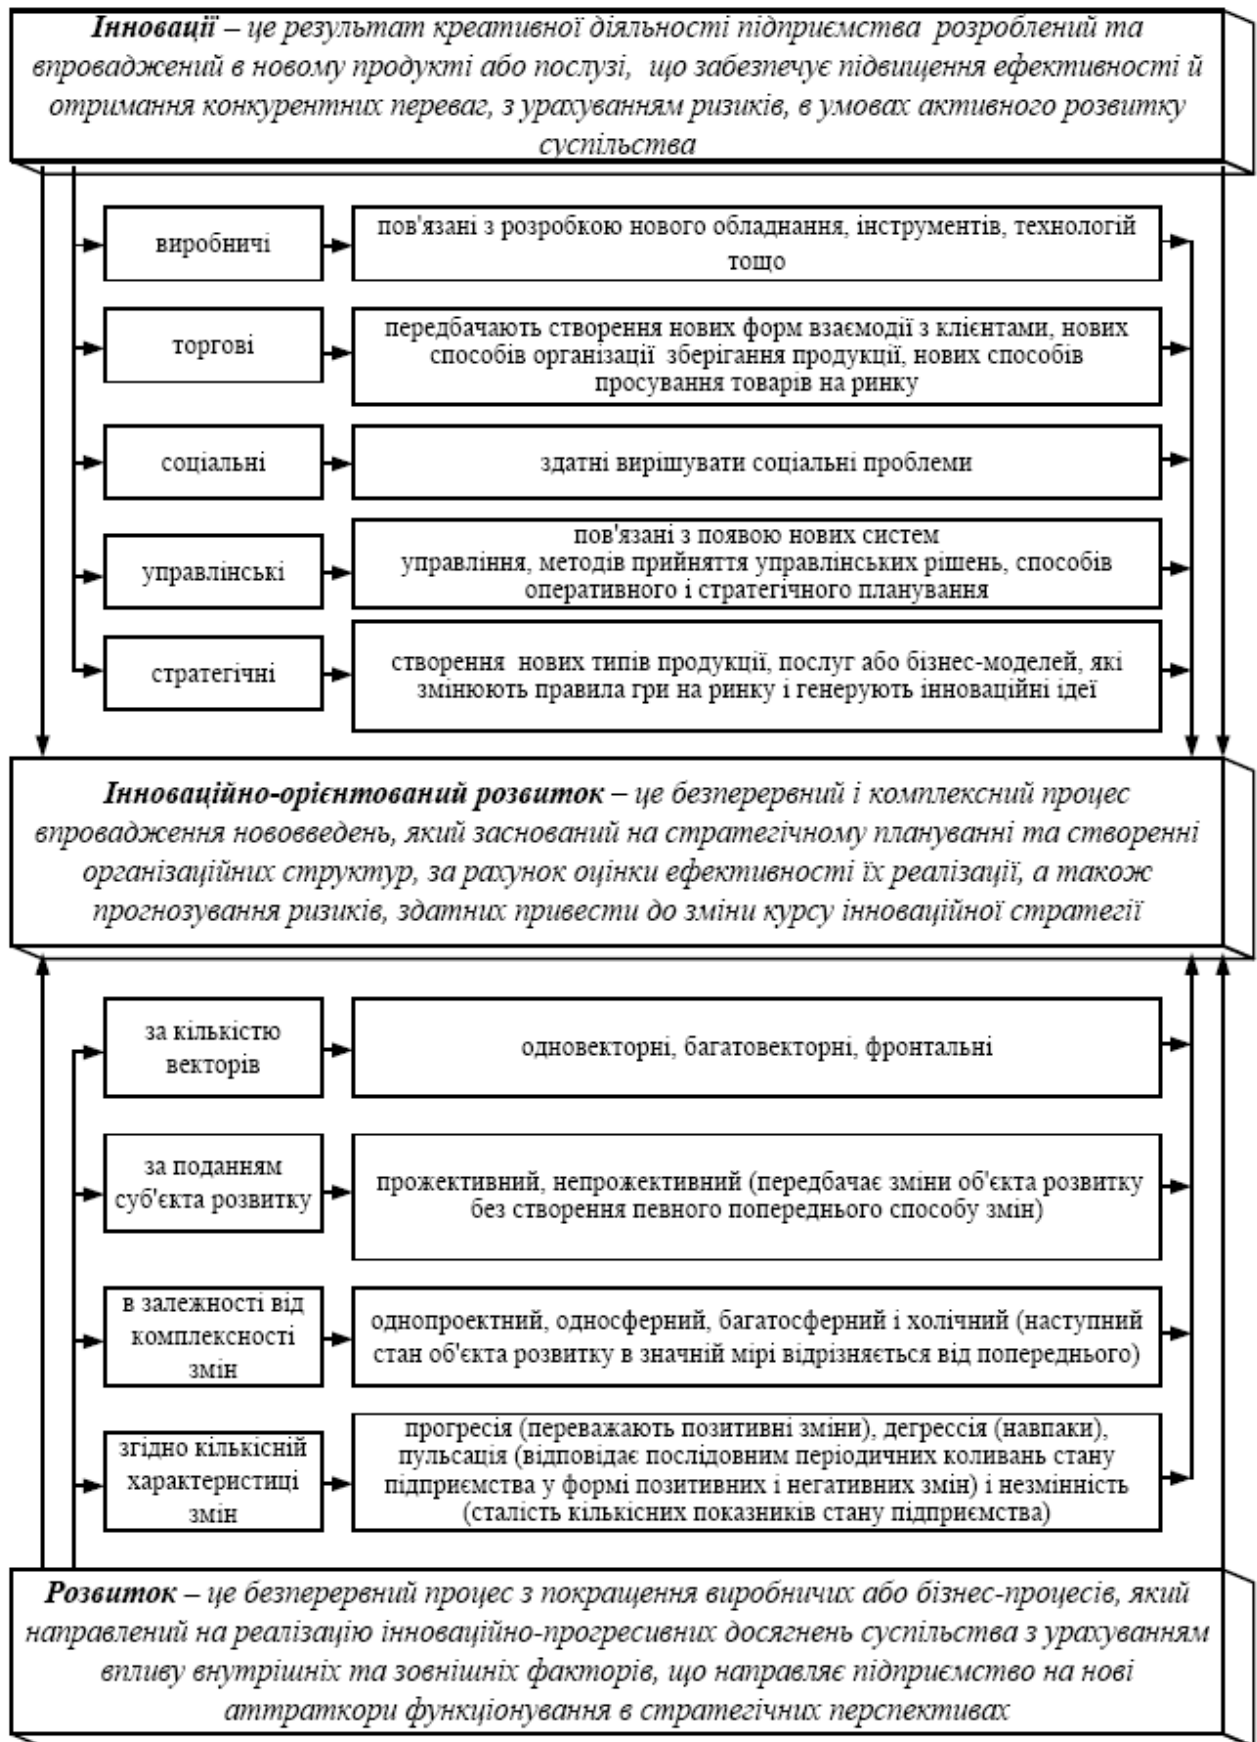 Інновації – це результат креативної діяльності підприємства розроблений та
впроваджений в новому продукті або послузі, що забезпечує підвищення ефективності й
отримання конкурентних переваг, з урахуванням ризиків, в умовах активного розвитку
суспільства
виробничі
пов'язані з розробкою нового обладнання, інструментів, технологій
тощо
торгові
передбачають створення нових форм взаємодії з клієнтами, нових
способів організації зберігання продукції, нових способів
просування товарів на ринку
соціальні
здатні вирішувати соціальні проблеми
управлінські
пов'язані з появою нових систем
управління, методів прийняття управлінських рішень, способів
оперативного і стратегічного планування
стратегічні
створення нових типів продукції, послуг або бізнес-моделей, які
змінюють правила гри на ринку і генерують інноваційні ідеї
Інноваційно-орієнтований розвиток – це безперервний і комплексний процес
впровадження нововведень, який заснований на стратегічному плануванні та створенні
організаційних структур, за рахунок оцінки ефективності їх реалізації, а також
прогнозування ризиків, здатних привести до зміни курсу інноваційної стратегії
за кількістю
векторів
одновекторні, багатовекторні, фронтальні
за поданням
суб'єкта розвитку
прожективний, непрожективний (передбачає зміни об'єкта розвитку
без створення певного попереднього способу змін)
в залежності від
комплексності
змін
однопроектний, односферний, багатосферний і холічний (наступний
стан об'єкта розвитку в значній мірі відрізняється від попереднього)
згідно кількісній
характеристиці
змін
прогресія (переважають позитивні зміни), дегрессія (навпаки),
пульсація (відповідає послідовним періодичних коливань стану
підприємства у формі позитивних і негативних змін) і незмінність
(сталість кількісних показників стану підприємства)
Розвиток – це безперервний процес з покращення виробничих або бізнес-процесів, який
направлений на реалізацію інноваційно-прогресивних досягнень суспільства з урахуванням
впливу внутрішніх та зовнішніх факторів, що направляє підприємство на нові
аттраткори функціонування в стратегічних перспективах